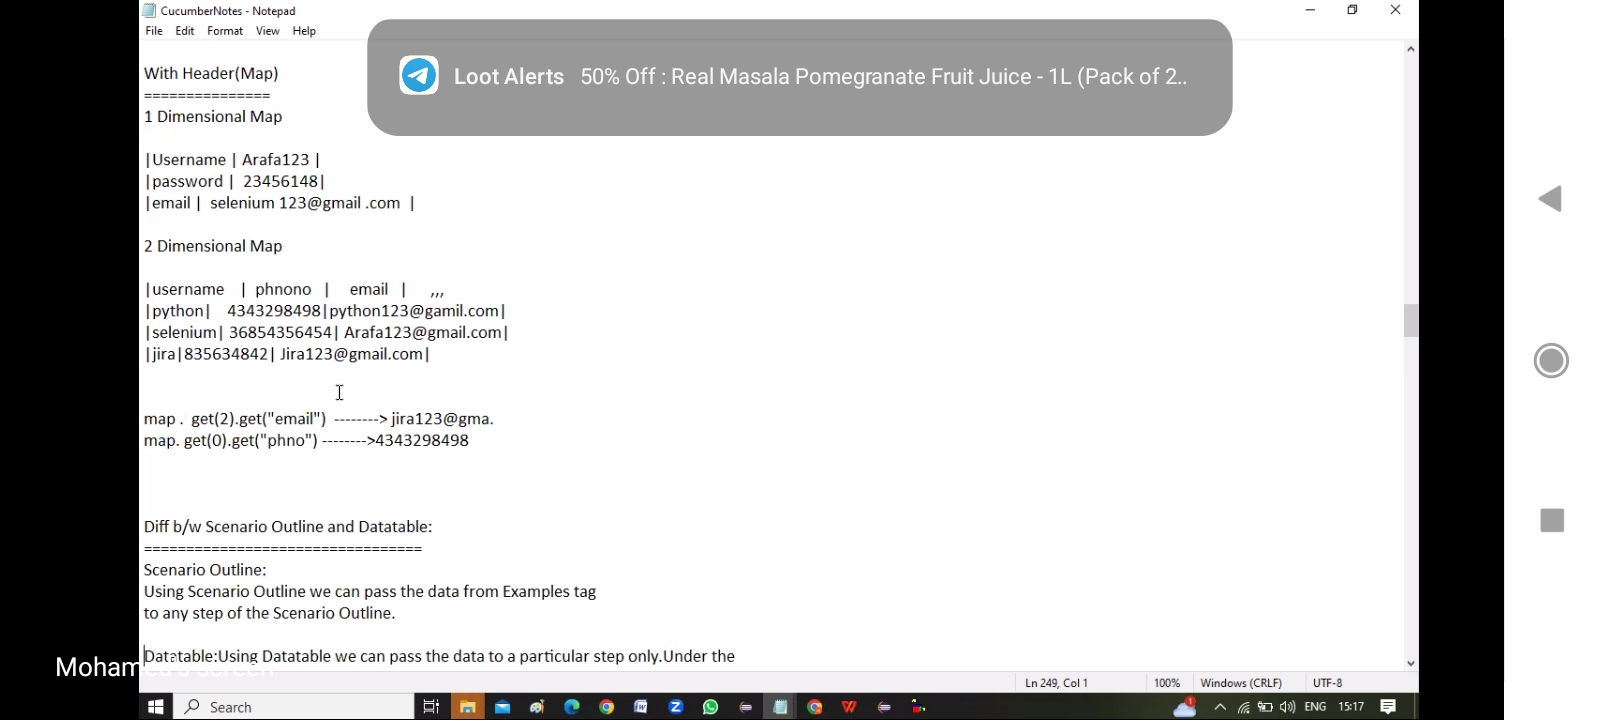 CucumberNotes - Notepad
File Edit Format View Help
Loot Alerts 50% Off : Real Masala Pomegranate Fruit Juice - 1L (Pack of 2..
With Header(Map)
===============
1 Dimensional Map
|Username | Arafa123 |
|password |  23456148|
|email |  selenium 123@gmail .com  |
2 Dimensional Map
|username   |  phnono   |     email   |      ,,,
|python|    4343298498|python123@gamil.com|
|selenium| 36854356454| Arafa123@gmail.com|
|jira|835634842| Jira123@gmail.com|
map .  get(2).get("email")  --------> jira123@gma.
map. get(0).get("phno") -------->4343298498
Diff b/w Scenario Outline and Datatable:
=================================
Scenario Outline:
Using Scenario Outline we can pass the data from Examples tag
to any step of the Scenario Outline.
Datatable:Using Datatable we can pass the data to a particular step only.Under the
Mohamed's screen
Ln 249, Col 1 100% Windows (CRLF) UTF-8
Search ENG 15:17